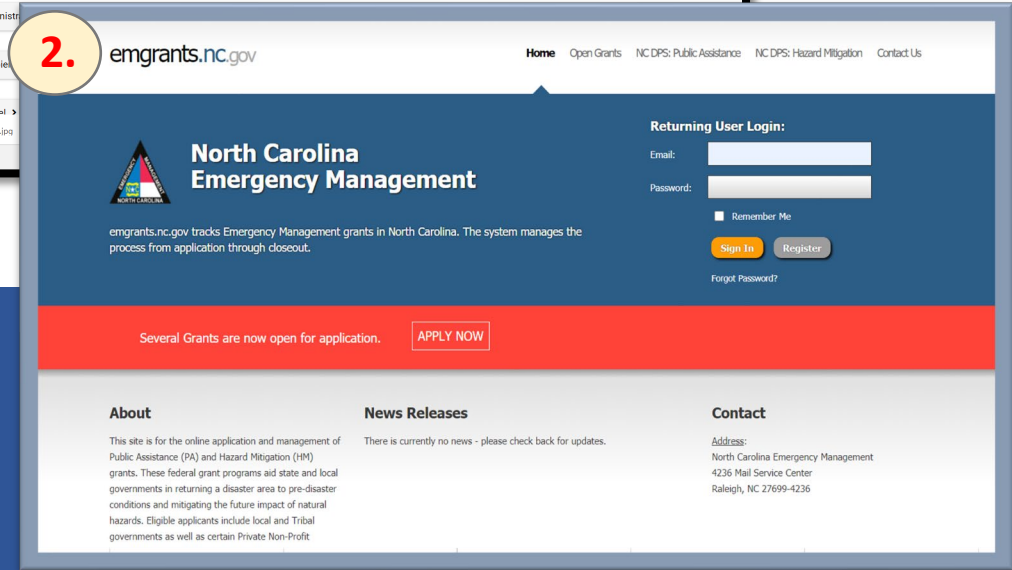 2.
emgrants.nc.gov
Home Open Grants NC DPS: Public Assistance NC DPS: Hazard Mitigation Contact Us
North Carolina
Emergency Management
EMERGENCY MANAGEMENT
NORTH CAROLINA
emgrants.nc.gov tracks Emergency Management grants in North Carolina. The system manages the
process from application through closeout.
Returning User Login:
Email:
Password:
Remember Me
Sign In Register
Forgot Password?
Several Grants are now open for application. APPLY NOW
About
This site is for the online application and management of
Public Assistance (PA) and Hazard Mitigation (HM)
grants. These federal grant programs aid state and local
governments in returning a disaster area to pre-disaster
conditions and mitigating the future impact of natural
hazards. Eligible applicants include local and Tribal
governments as well as certain Private Non-Profit
News Releases
There is currently no news - please check back for updates.
Contact
Address:
North Carolina Emergency Management
4236 Mail Service Center
Raleigh, NC 27699-4236